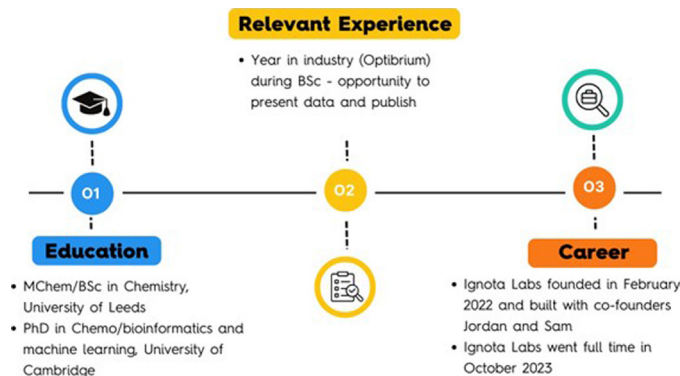 Relevant Experience
• Year in industry (Optibrium)
during BSc - opportunity to
present data and publish
01
02
03
Education
• MChem/BSc in Chemistry,
University of Leeds
• PhD in Chemo/bioinformatics and
machine learning, University of
Cambridge
Career
• Ignota Labs founded in February
2022 and built with co-founders
Jordan and Sam
• Ignota Labs went full time in
October 2023